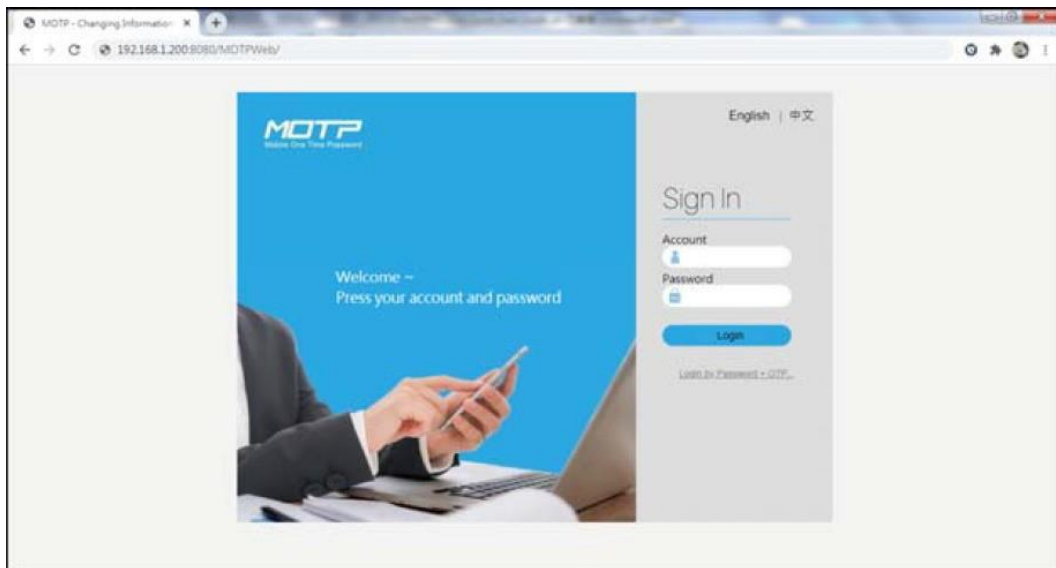 MOTP - Changing Information
192.168.1.200:8080/MOTPWeb/
MOTP
Mobile One Time Password
English | 中文
Sign In
Account
Password
Login
Login by Password + OTP...
Welcome ~
Press your account and password